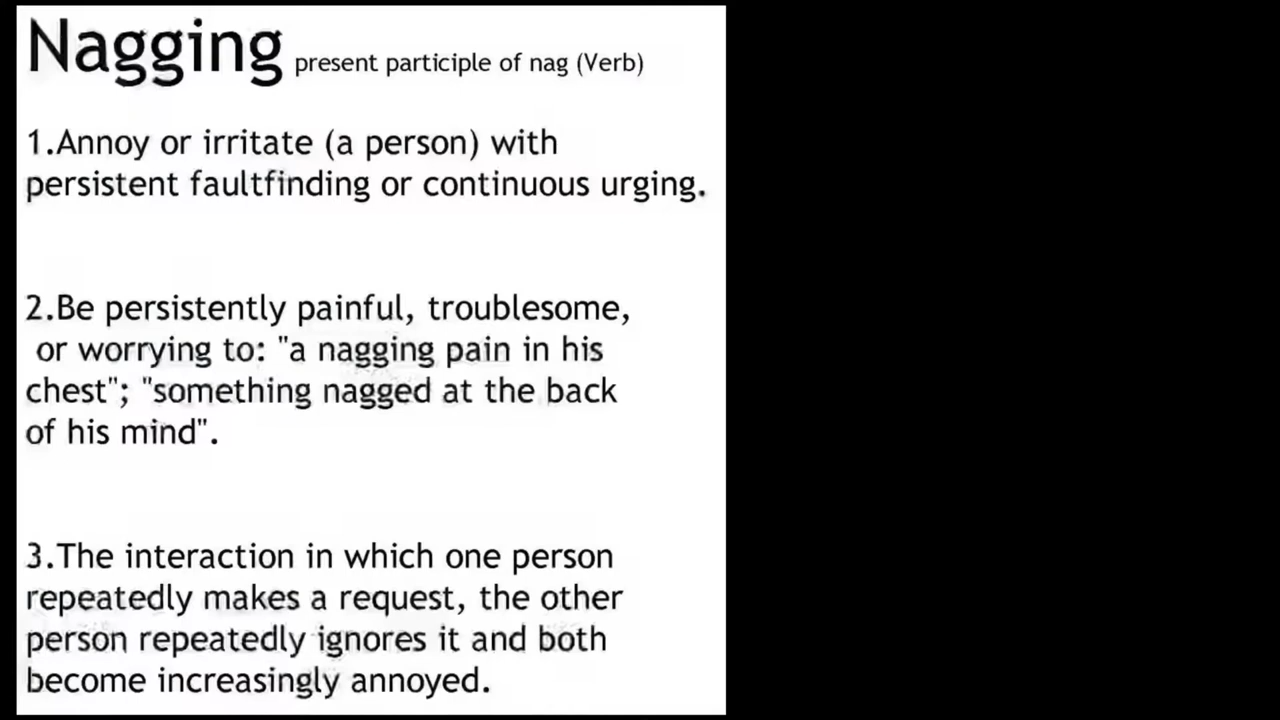 Nagging present participle of nag (Verb)
1.Annoy or irritate (a person) with
persistent faultfinding or continuous urging.
2.Be persistently painful, troublesome,
or worrying to: "a nagging pain in his
chest"; "something nagged at the back
of his mind".
3.The interaction in which one person
repeatedly makes a request, the other
person repeatedly ignores it and both
become increasingly annoyed.